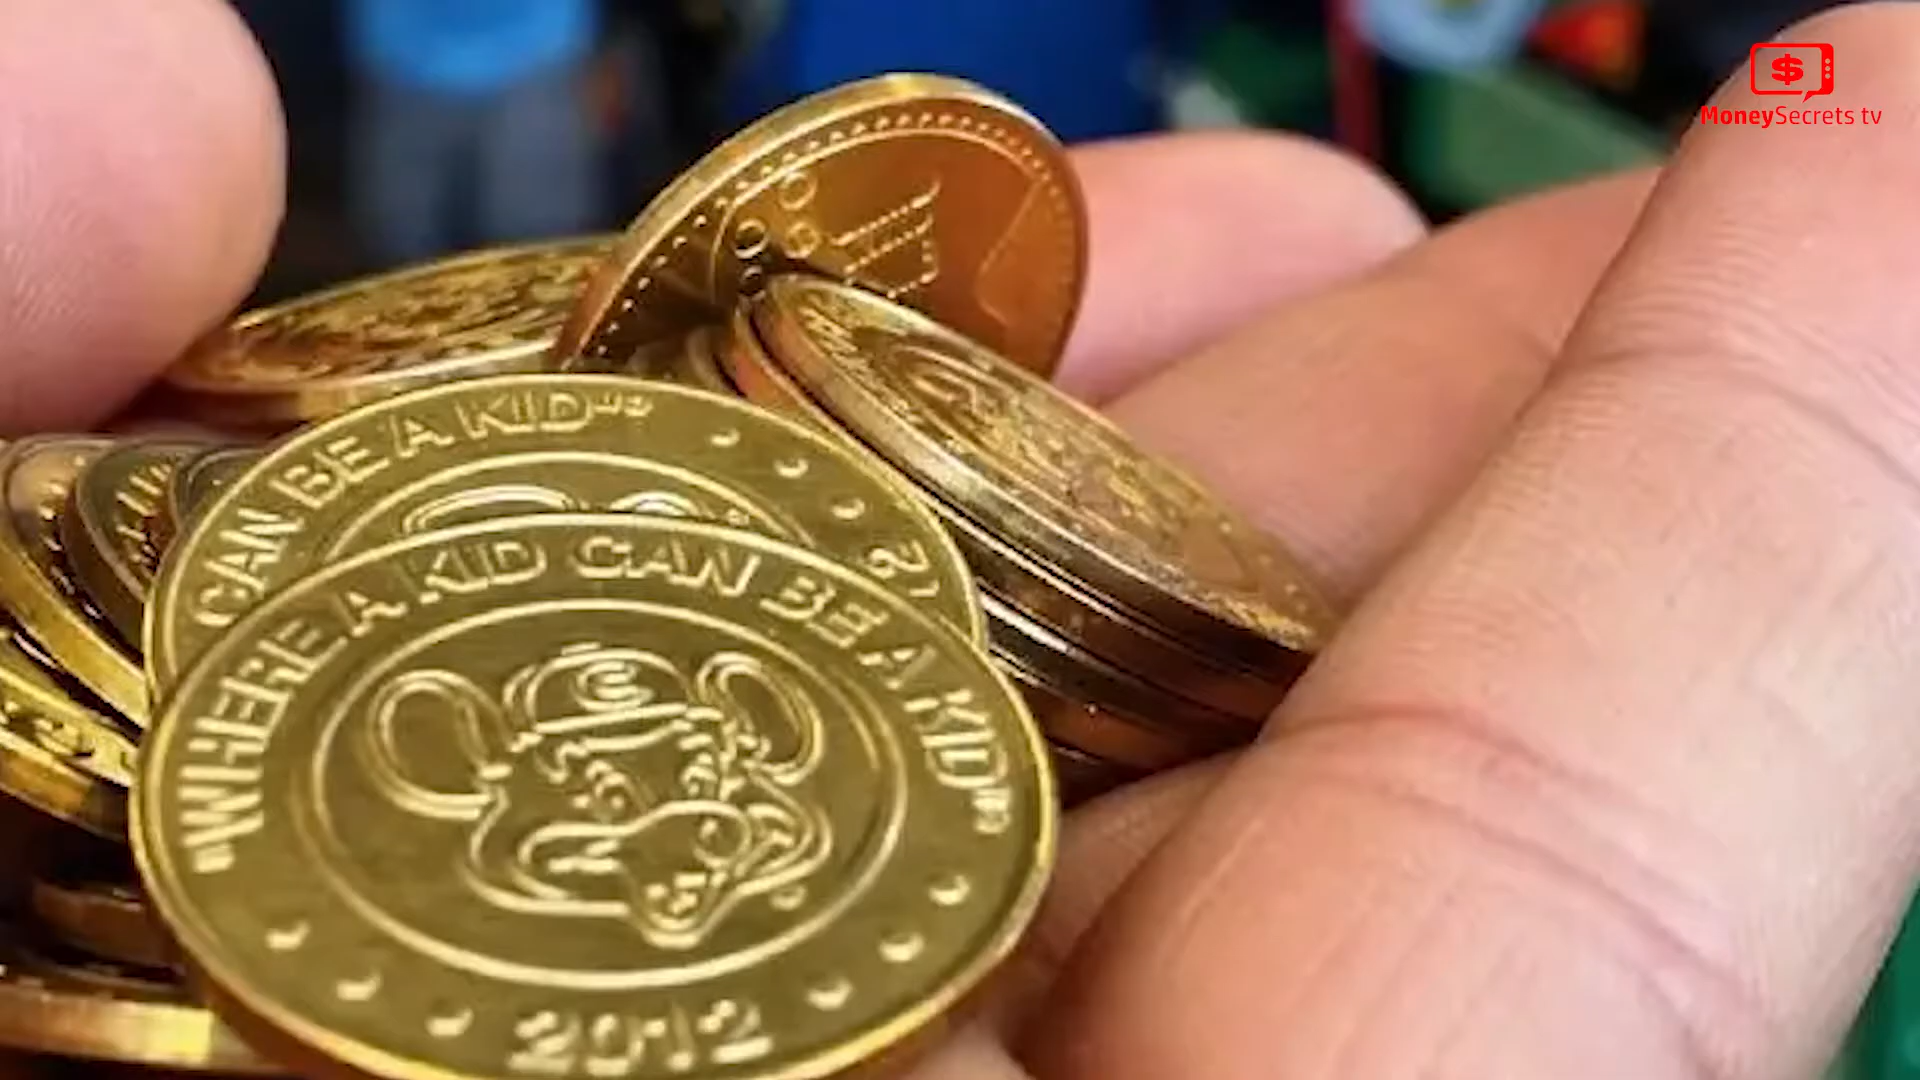 $
MoneySecrets tv
CAN BE A KID"
"WHERE A KID CAN BE A KID"®
2012